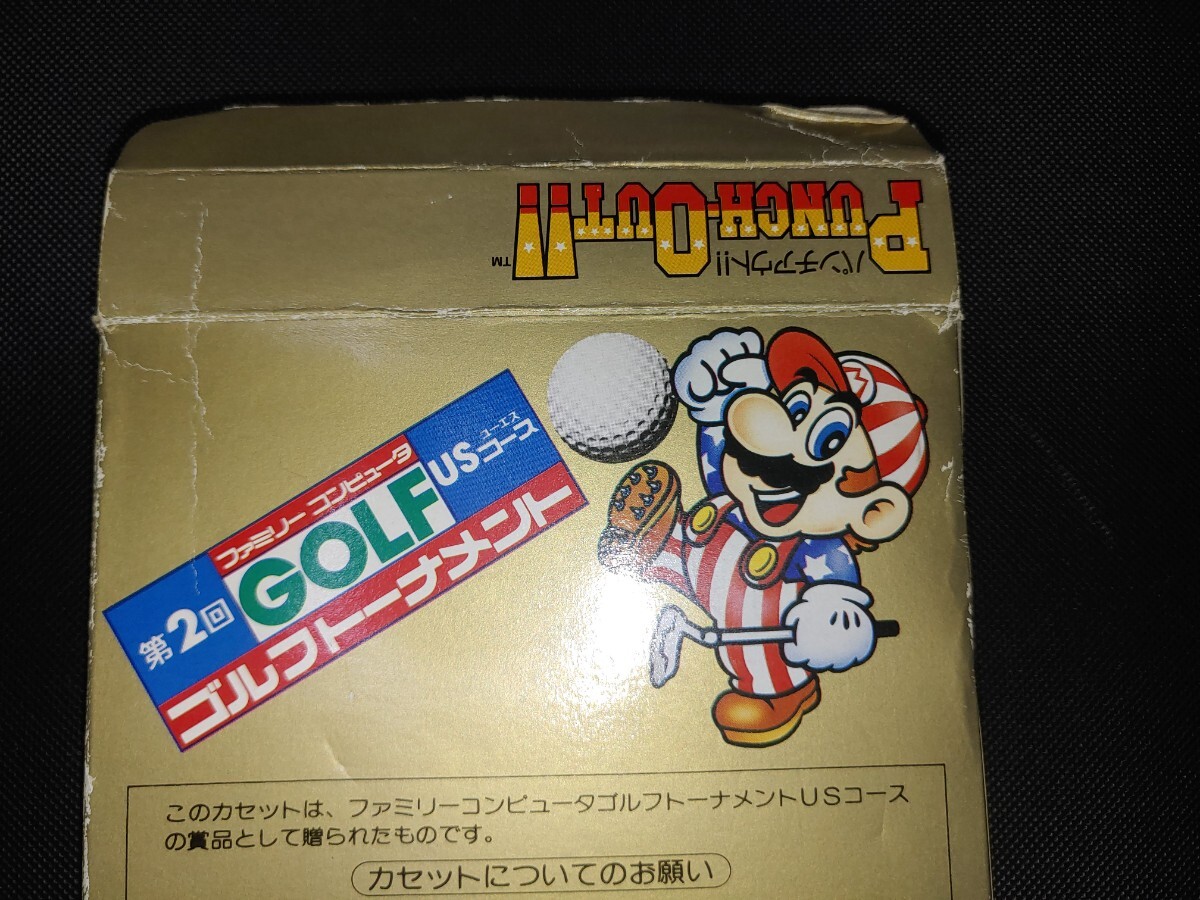 PUNCH-OUT!!
TM
パンチアウト!!
第2回
ファミリー コンピュータ
GOLF
ユーエス
USコース
ゴルフトーナメント
M
このカセットは、ファミリーコンピュータゴルフトーナメントUSコース
の賞品として贈られたものです。
カセットについてのお願い